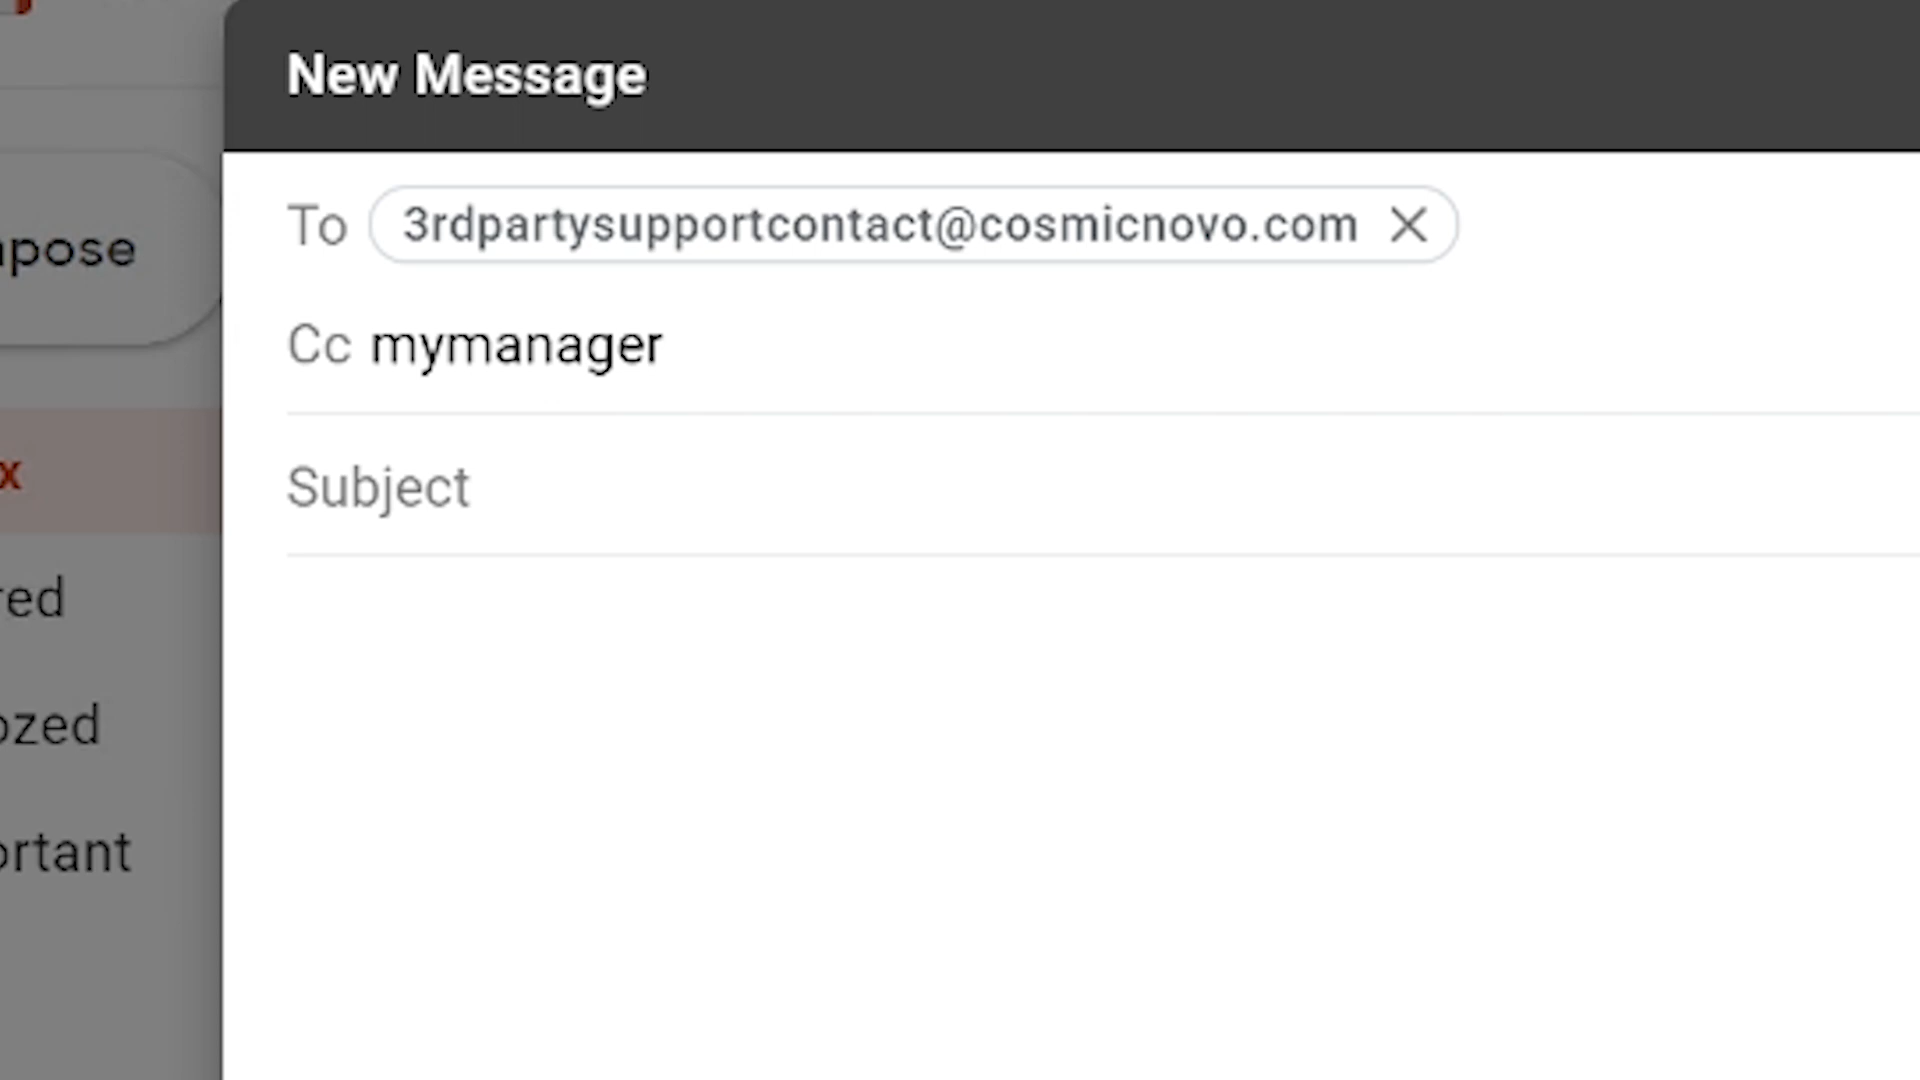 New Message
To 3rdpartysupportcontact@cosmicnovo.com
pose
Cc mymanager
x
Subject
red
ozed
ortant